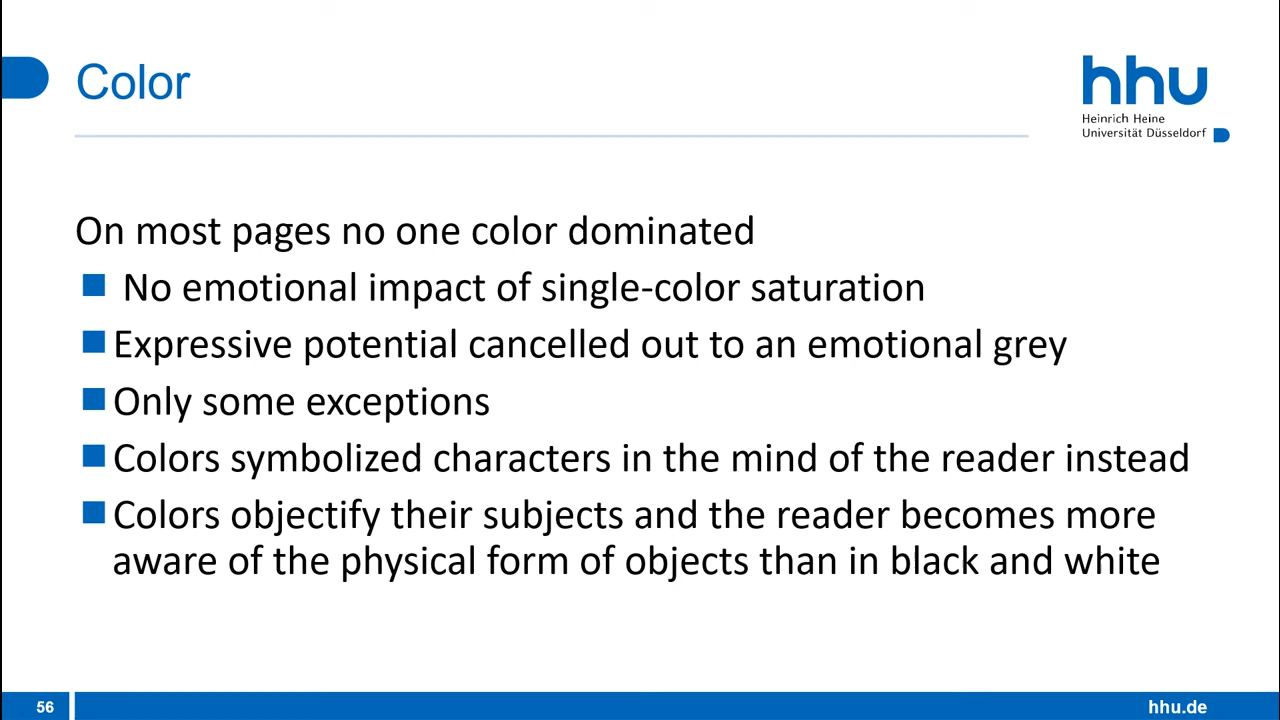 Color
hhu
Heinrich Heine
Universität Düsseldorf
On most pages no one color dominated
No emotional impact of single-color saturation
Expressive potential cancelled out to an emotional grey
Only some exceptions
Colors symbolized characters in the mind of the reader instead
Colors objectify their subjects and the reader becomes more
aware of the physical form of objects than in black and white
56
hhu.de